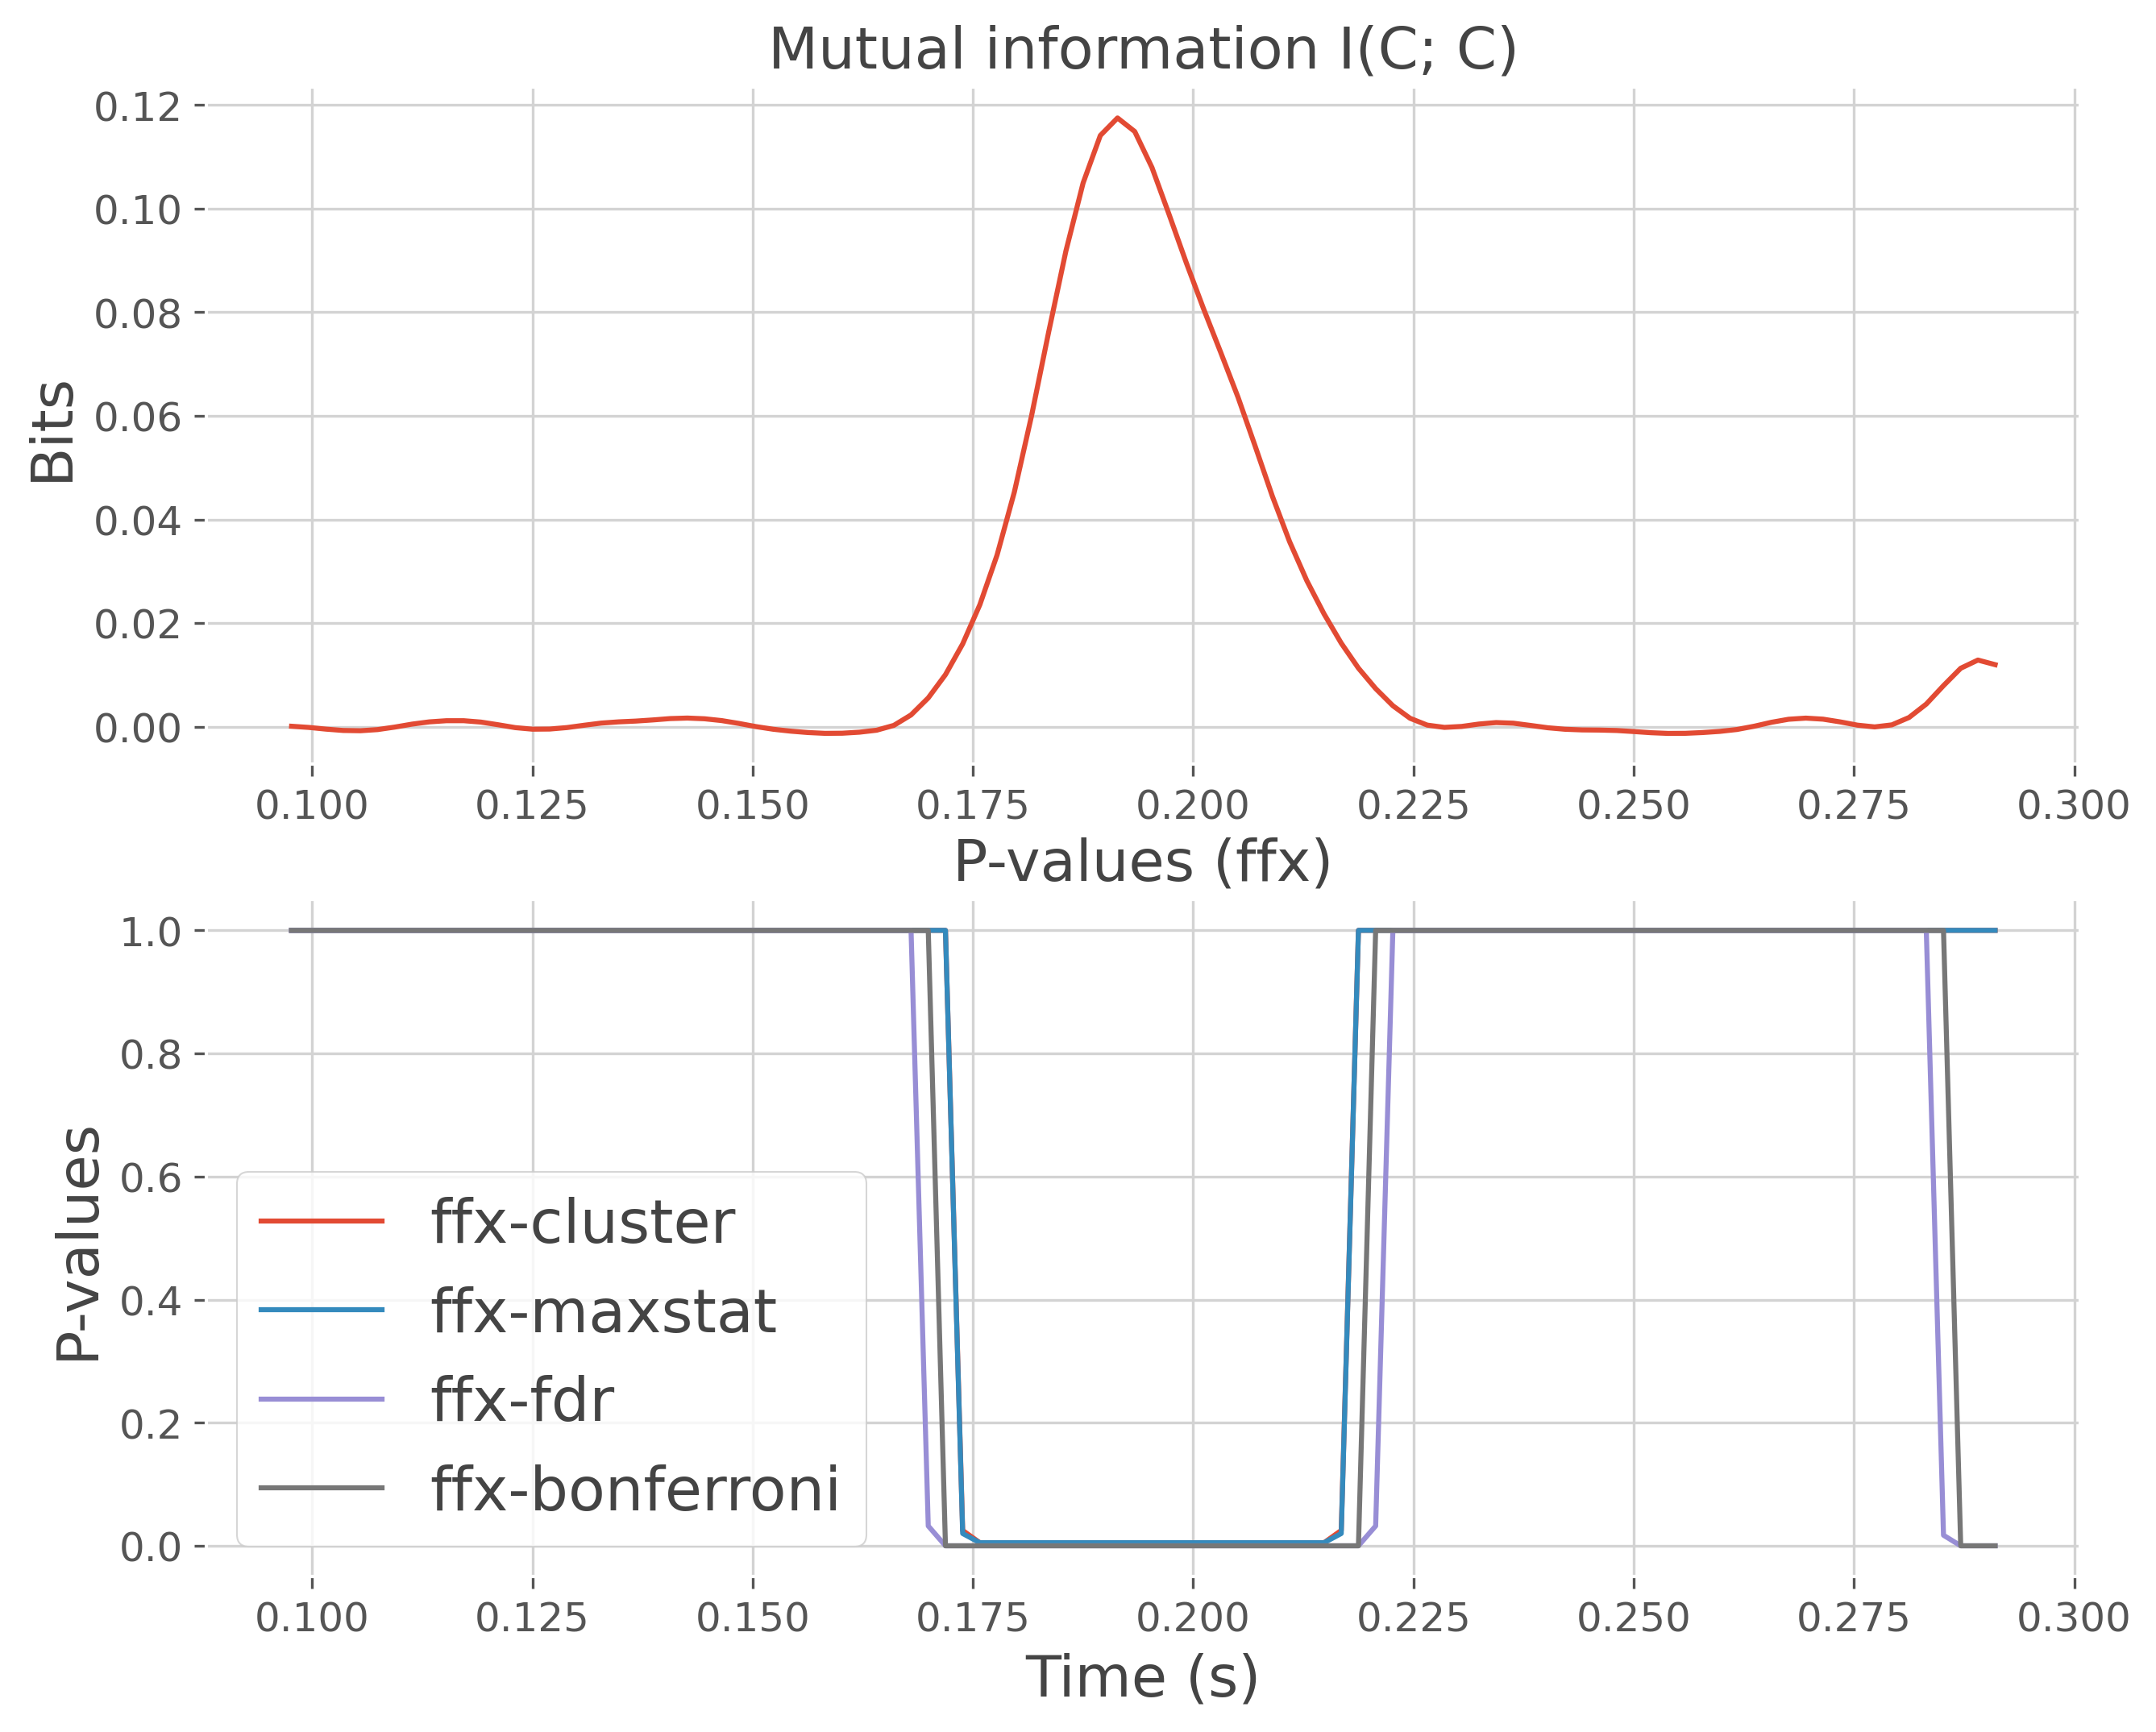 Mutual information I(C; C)
0.12
0.10
0.08
0.06
0.04
0.02
0.00
Bits
0.100 0.125 0.150 0.175 0.200 0.225 0.250 0.275 0.300
P-values (ffx)
1.0
0.8
0.6
0.4
0.2
0.0
P-values
ffx-cluster
ffx-maxstat
ffx-fdr
ffx-bonferroni
0.100 0.125 0.150 0.175 0.200 0.225 0.250 0.275 0.300
Time (s)